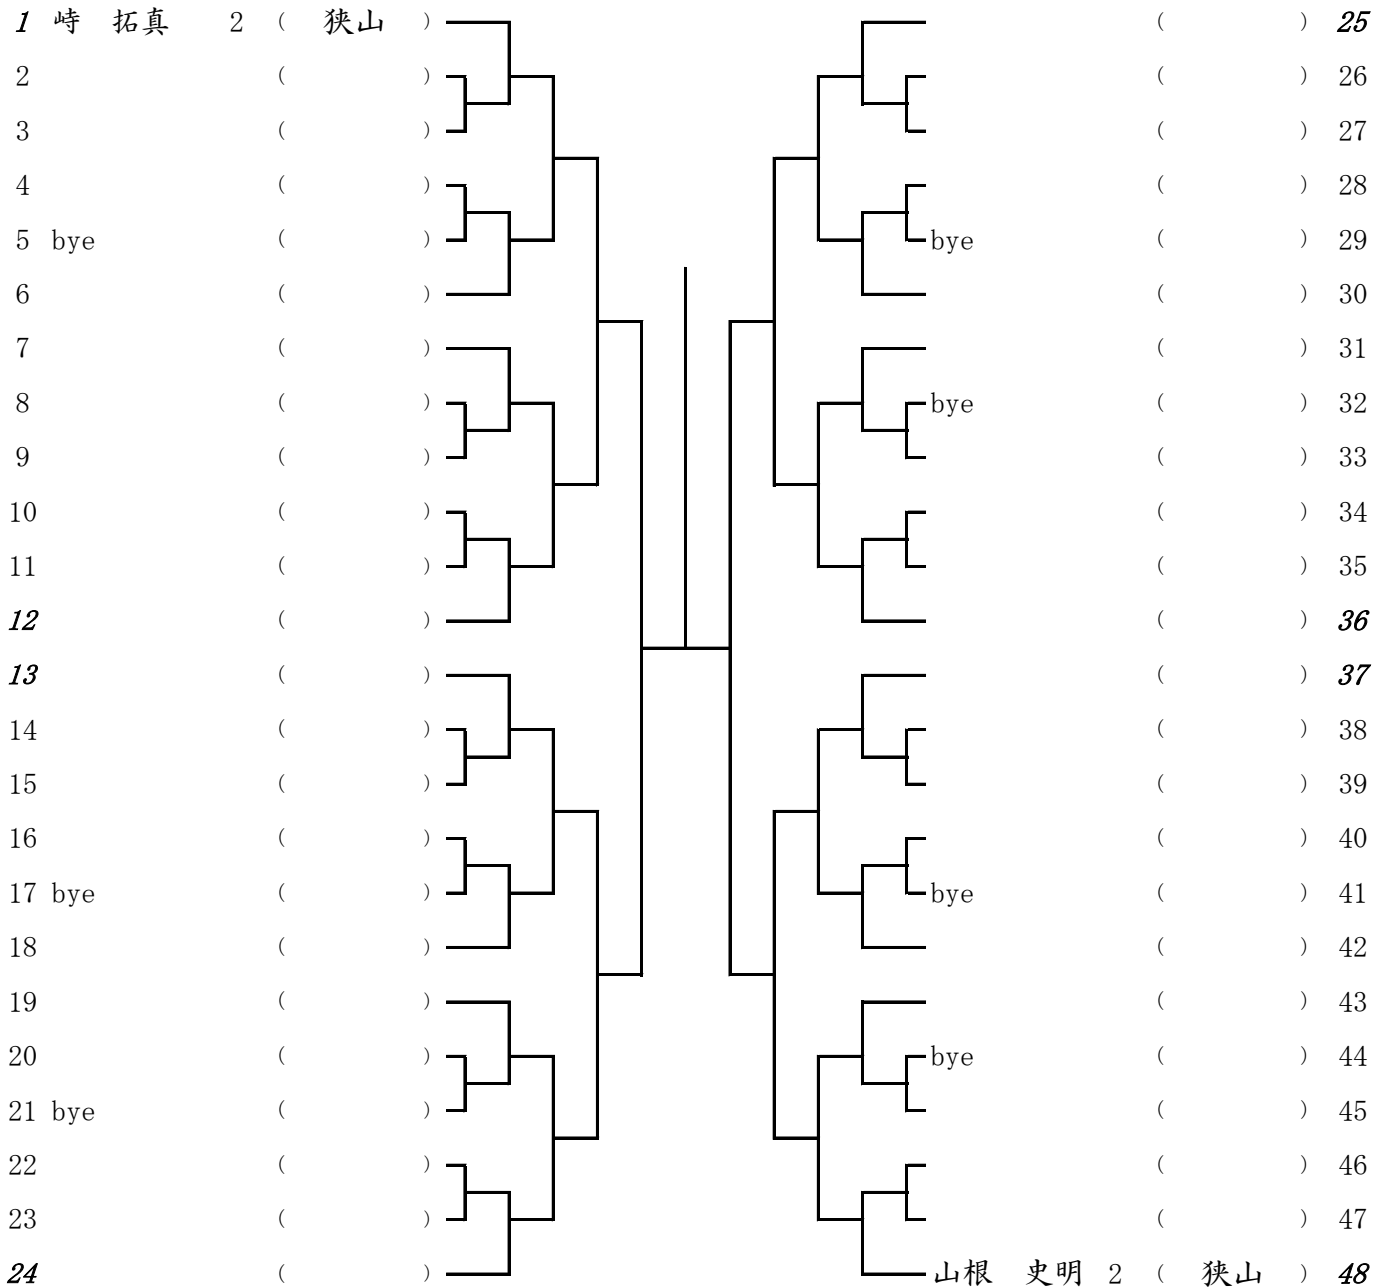 1 峙 拓真 2 ( 狭山 ) ( ) 25
2 ( ) ( ) 26
3 ( ) ( ) 27
4 ( ) ( ) 28
5 bye ( ) bye ( ) 29
6 ( ) ( ) 30
7 ( ) ( ) 31
8 ( ) bye ( ) 32
9 ( ) ( ) 33
10 ( ) ( ) 34
11 ( ) ( ) 35
12 ( ) ( ) 36
13 ( ) ( ) 37
14 ( ) ( ) 38
15 ( ) ( ) 39
16 ( ) ( ) 40
17 bye ( ) bye ( ) 41
18 ( ) ( ) 42
19 ( ) ( ) 43
20 ( ) bye ( ) 44
21 bye ( ) ( ) 45
22 ( ) ( ) 46
23 ( ) ( ) 47
24 ( ) 山根 史明 2 ( 狭山 ) 48